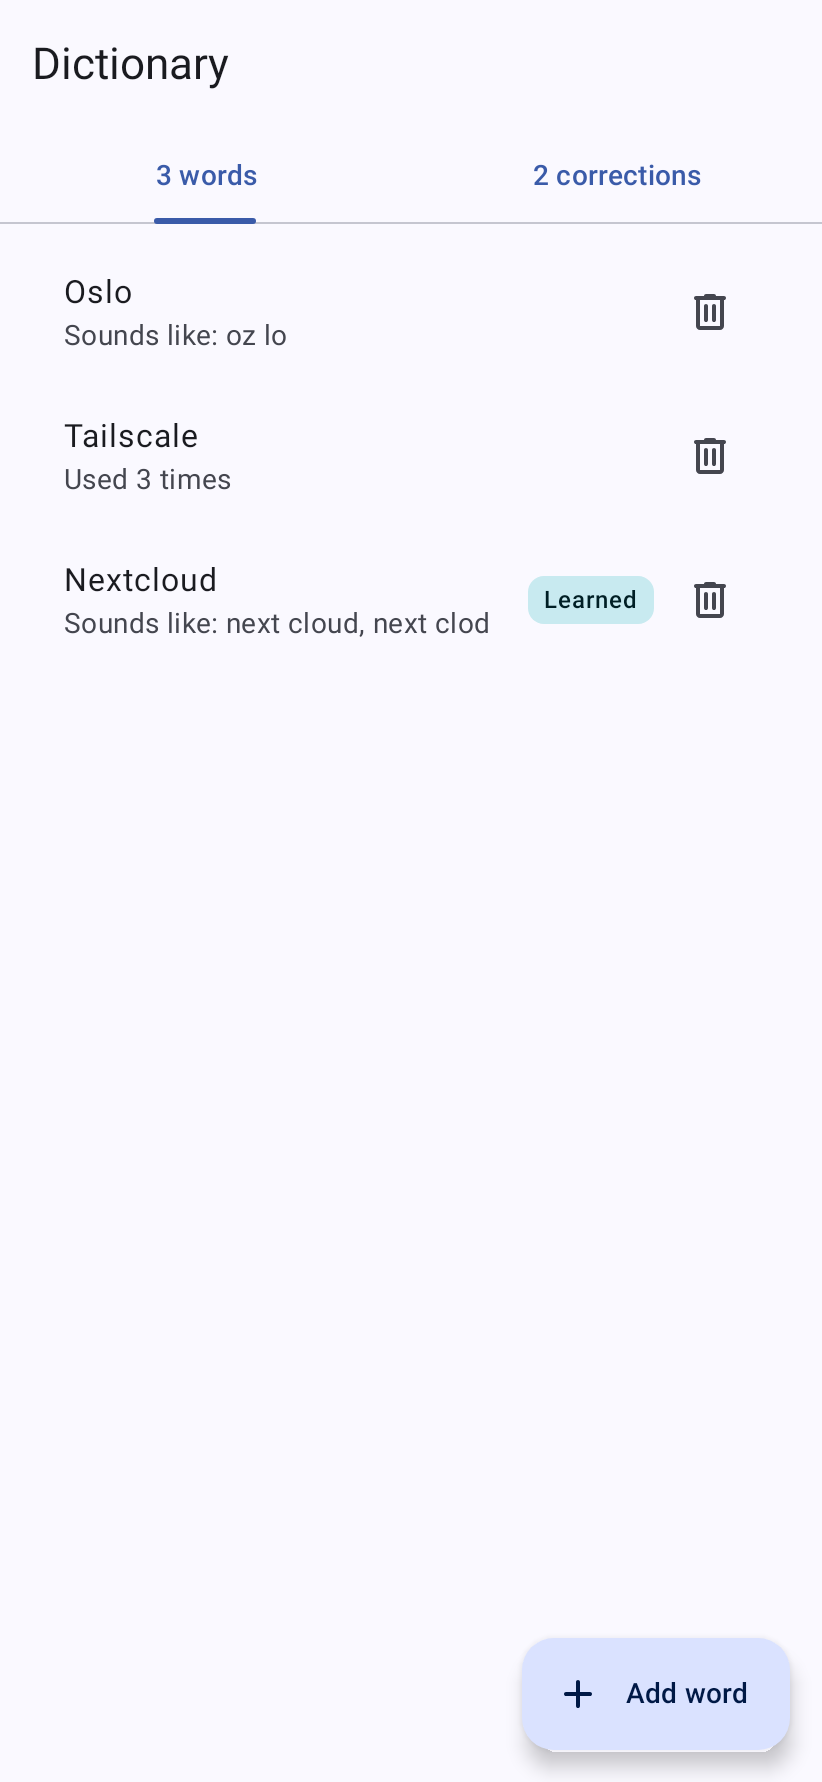 Dictionary
3 words
2 corrections
Oslo
Sounds like: oz lo
Tailscale
Used 3 times
Nextcloud
Sounds like: next cloud, next clod
Learned
Add word